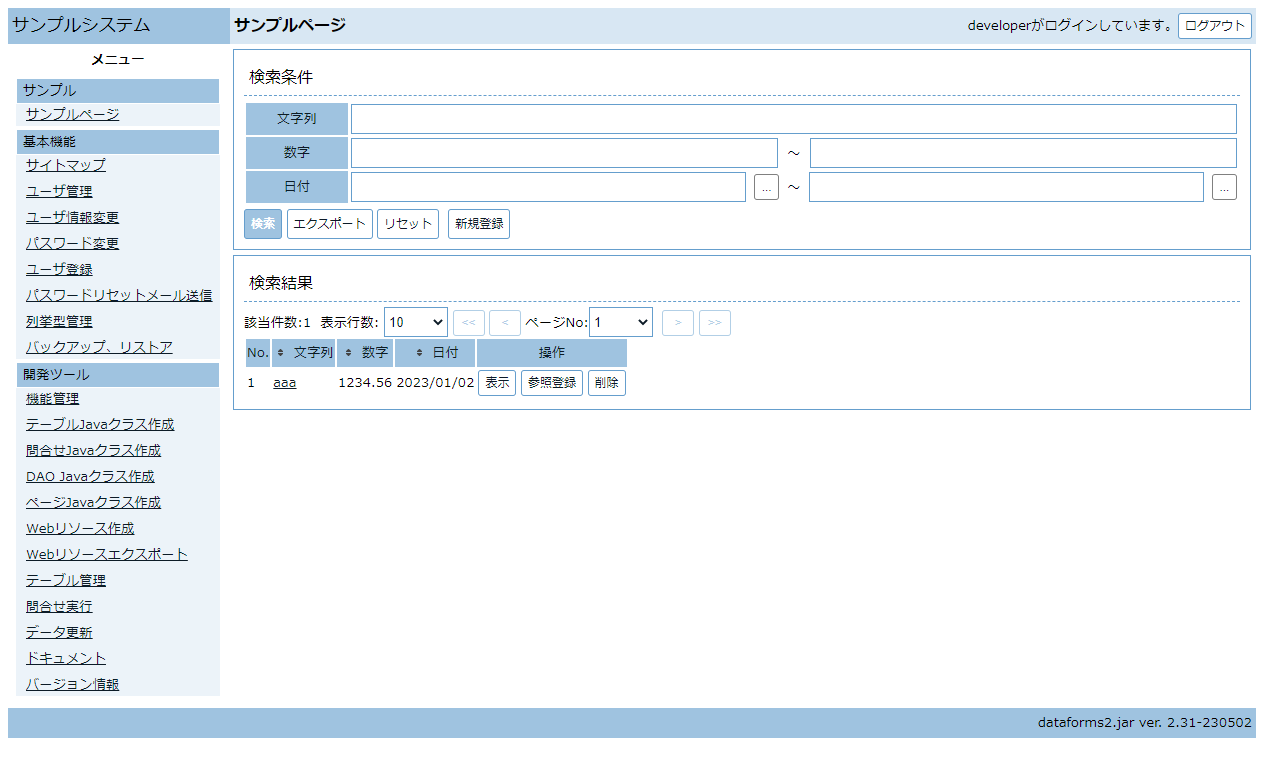 サンプルシステム
サンプルページ
developerがログインしています。 ログアウト
メニュー
サンプル
サンプルページ
基本機能
サイトマップ
ユーザ管理
ユーザ情報変更
パスワード変更
ユーザ登録
パスワードリセットメール送信
列挙型管理
バックアップ、リストア
開発ツール
機能管理
テーブルJavaクラス作成
問合せJavaクラス作成
DAO Javaクラス作成
ページJavaクラス作成
Webリソース作成
Webリソースエクスポート
テーブル管理
問合せ実行
データ更新
ドキュメント
バージョン情報
検索条件
文字列
数字 ～
日付 ... ～ ...
検索 エクスポート リセット 新規登録
検索結果
該当件数:1 表示行数: 10 << < ページNo: 1 > >>
No. 文字列 数字 日付 操作
1 aaa 1234.56 2023/01/02 表示 参照登録 削除
dataforms2.jar ver. 2.31-230502